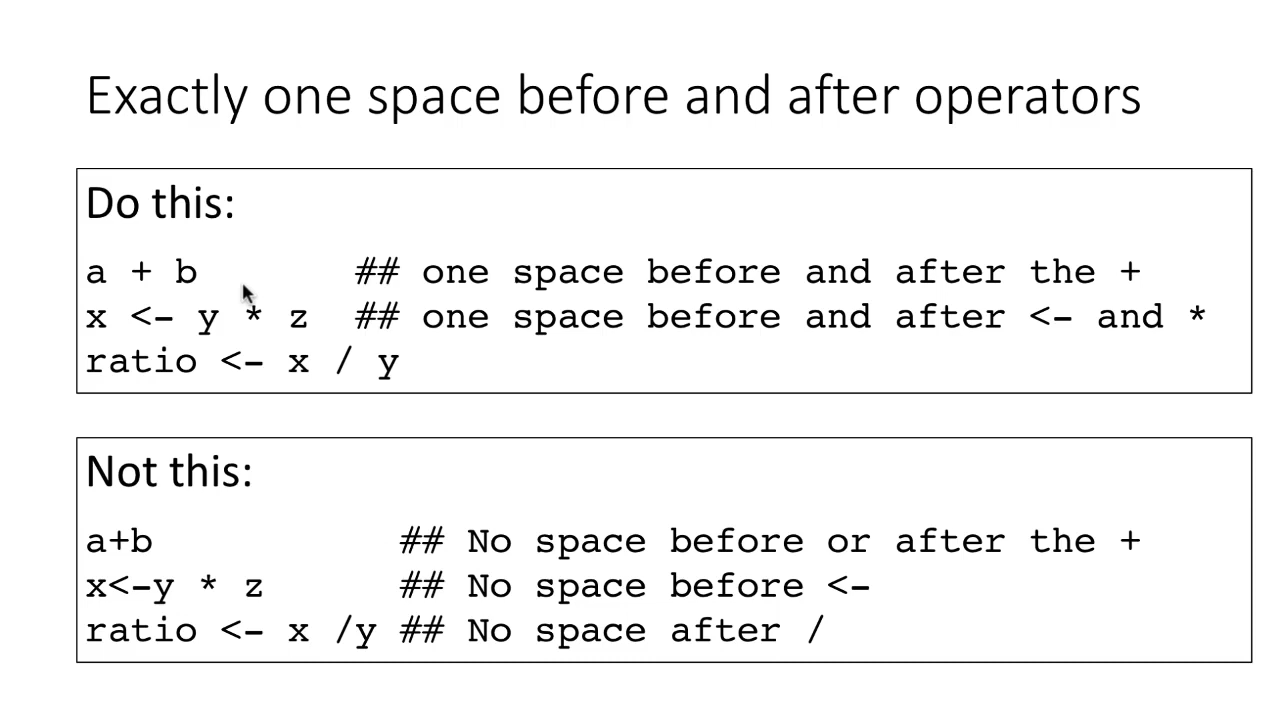 Exactly one space before and after operators
Do this:
a + b       ## one space before and after the +
x <- y * z  ## one space before and after <- and *
ratio <- x / y
Not this:
a+b           ## No space before or after the +
x<-y * z      ## No space before <-
ratio <- x /y ## No space after /